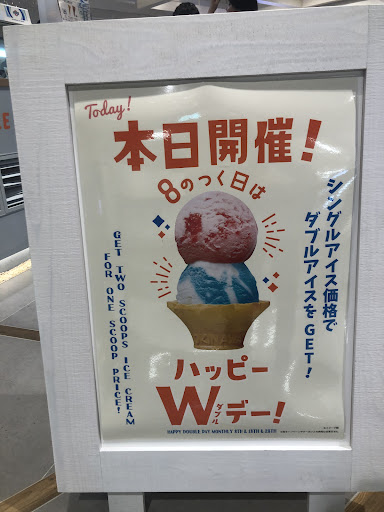 Today!
本日開催！
8のつく日は
シングルアイス価格で
ダブルアイスをGET！
GET TWO SCOOPS ICE CREAM
FOR ONE SCOOP PRICE!
ハッピー
Wダブルデー！
HAPPY DOUBLE DAY MONTHLY 8TH & 18TH & 28TH!